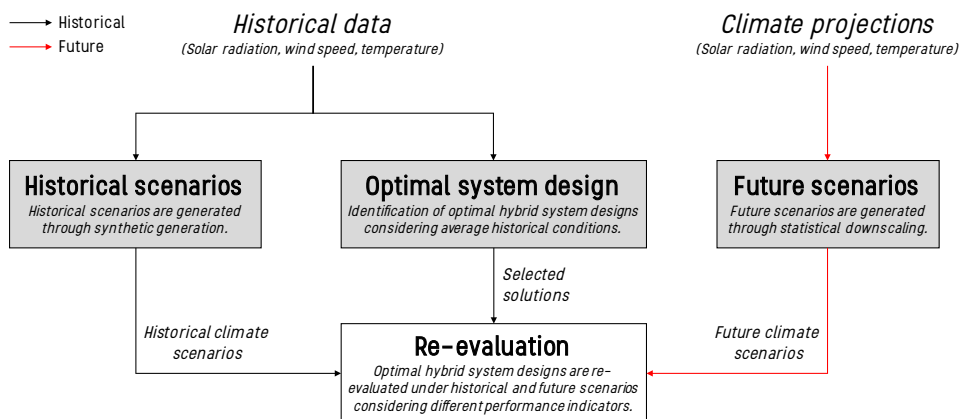 Historical
Future
Historical data
(Solar radiation, wind speed, temperature)
Climate projections
(Solar radiation, wind speed, temperature)
Historical scenarios
Historical scenarios are generated
through synthetic generation.
Optimal system design
Identification of optimal hybrid system designs
considering average historical conditions.
Future scenarios
Future scenarios are generated
through statistical downscaling.
Selected
solutions
Historical climate
scenarios
Future climate
scenarios
Re-evaluation
Optimal hybrid system designs are re-
evaluated under historical and future scenarios
considering different performance indicators.